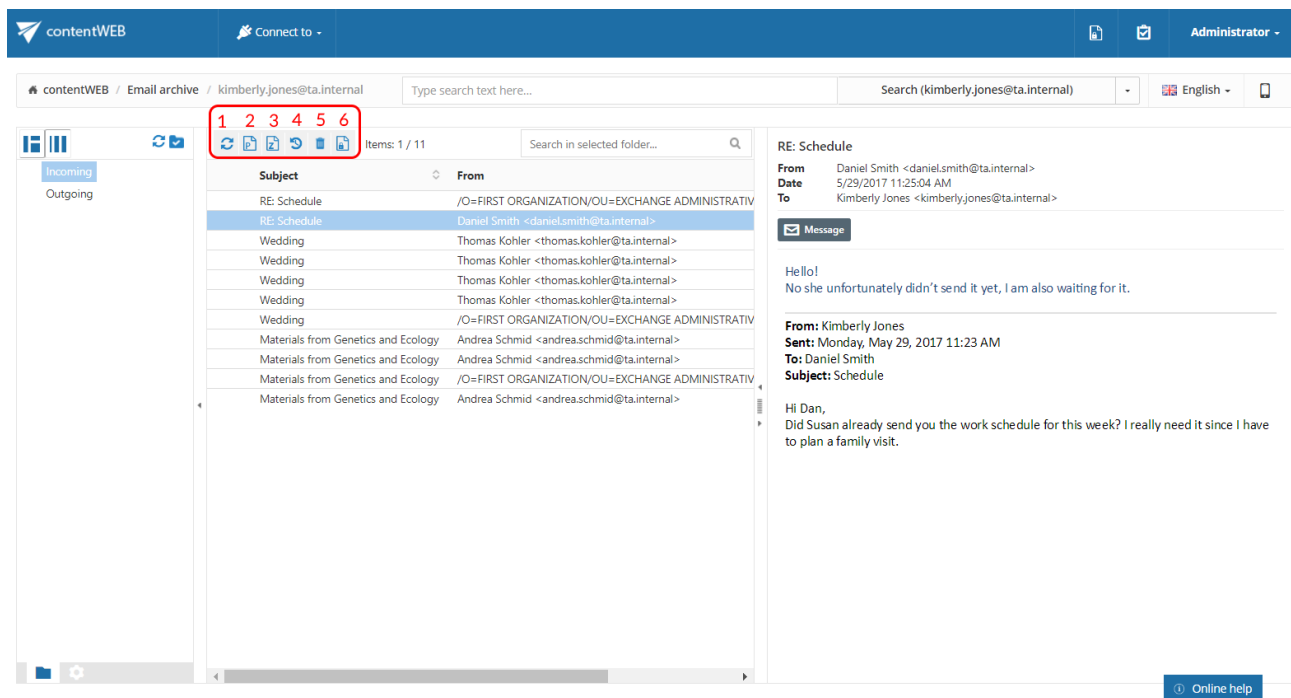 contentWEB
Connect to
Administrator
contentWEB / Email archive / kimberly.jones@ta.internal
Type search text here...
Search (kimberly.jones@ta.internal)
English
1 2 3 4 5 6
P Z
Items: 1 / 11
Search in selected folder...
Incoming
Outgoing
Subject From
RE: Schedule /O=FIRST ORGANIZATION/OU=EXCHANGE ADMINISTRATIV
RE: Schedule Daniel Smith <daniel.smith@ta.internal>
Wedding Thomas Kohler <thomas.kohler@ta.internal>
Wedding Thomas Kohler <thomas.kohler@ta.internal>
Wedding Thomas Kohler <thomas.kohler@ta.internal>
Wedding Thomas Kohler <thomas.kohler@ta.internal>
Wedding /O=FIRST ORGANIZATION/OU=EXCHANGE ADMINISTRATIV
Materials from Genetics and Ecology Andrea Schmid <andrea.schmid@ta.internal>
Materials from Genetics and Ecology Andrea Schmid <andrea.schmid@ta.internal>
Materials from Genetics and Ecology /O=FIRST ORGANIZATION/OU=EXCHANGE ADMINISTRATIV
Materials from Genetics and Ecology Andrea Schmid <andrea.schmid@ta.internal>
RE: Schedule
From Daniel Smith <daniel.smith@ta.internal>
Date 5/29/2017 11:25:04 AM
To Kimberly Jones <kimberly.jones@ta.internal>
Message
Hello!
No she unfortunately didn't send it yet, I am also waiting for it.
From: Kimberly Jones
Sent: Monday, May 29, 2017 11:23 AM
To: Daniel Smith
Subject: Schedule
Hi Dan,
Did Susan already send you the work schedule for this week? I really need it since I have
to plan a family visit.
Online help